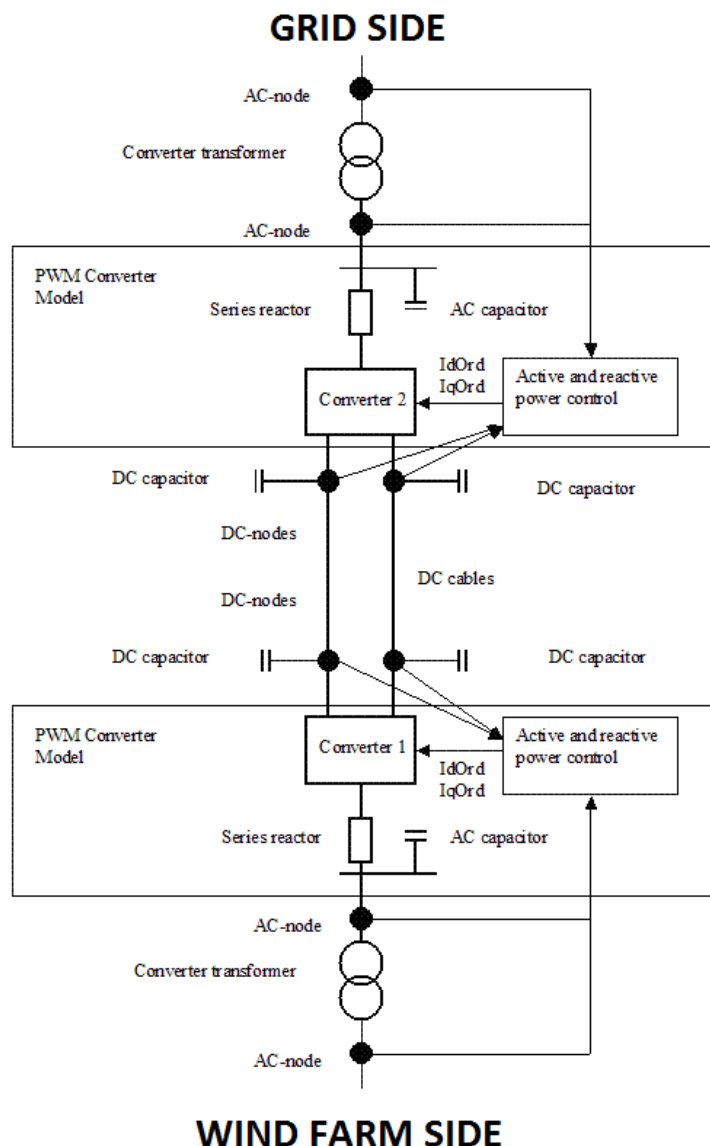 GRID SIDE
AC-node
Converter transformer
AC-node
PWM Converter
Model
Series reactor
AC capacitor
IdOrd
IqOrd
Active and reactive
power control
Converter 2
DC capacitor
DC capacitor
DC-nodes
DC cables
DC-nodes
DC capacitor
DC capacitor
PWM Converter
Model
Converter 1
Active and reactive
power control
IdOrd
IqOrd
Series reactor
AC capacitor
AC-node
Converter transformer
AC-node
WIND FARM SIDE